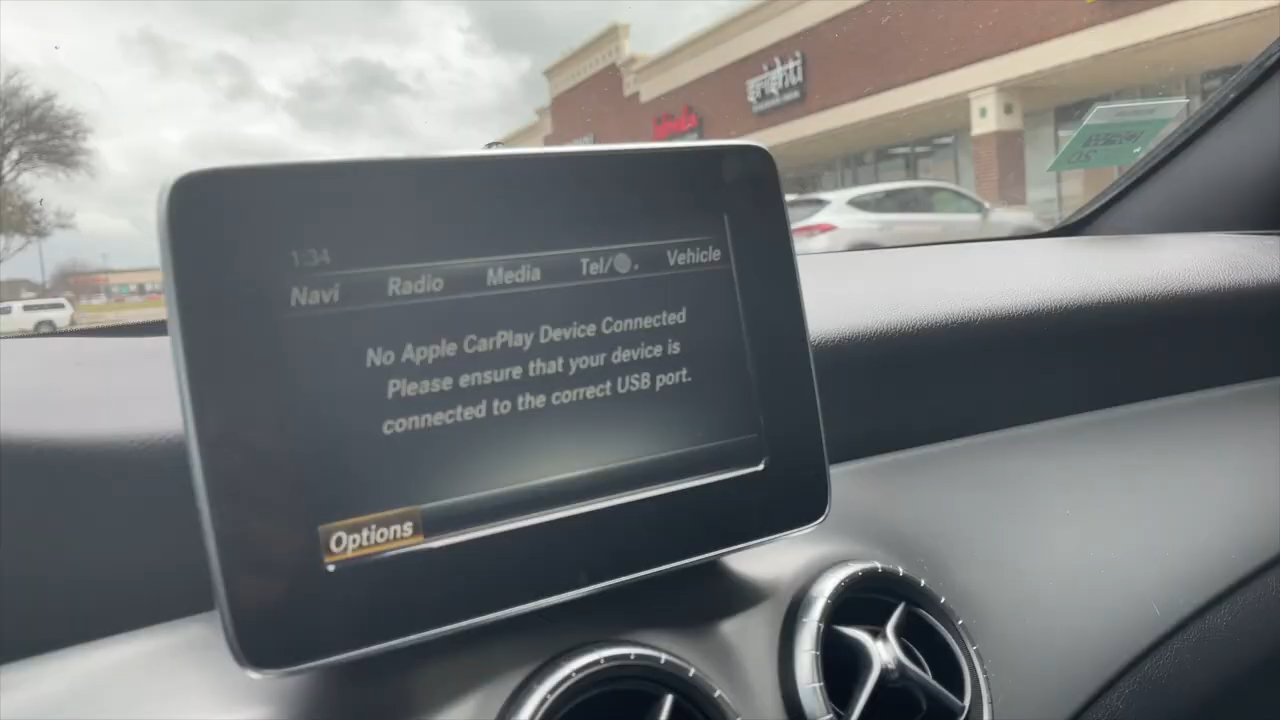 brighti
1:34
Navi Radio Media Tel/ . Vehicle
No Apple CarPlay Device Connected
Please ensure that your device is
connected to the correct USB port.
Options